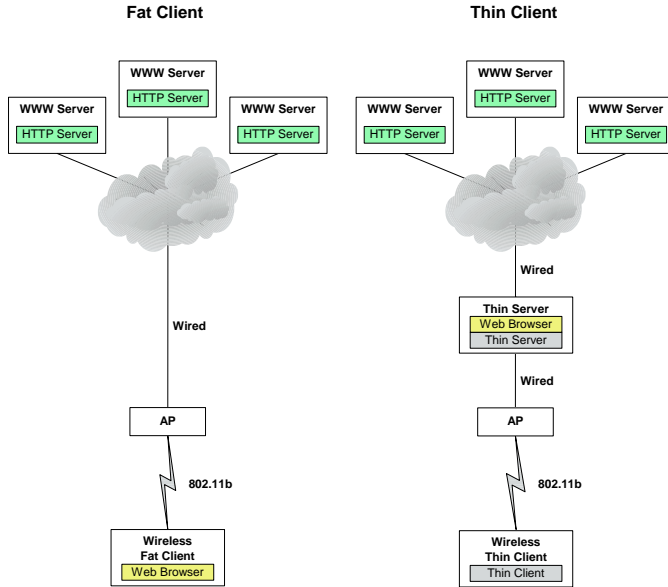 Fat Client
WWW Server
HTTP Server
WWW Server
HTTP Server
WWW Server
HTTP Server
Wired
AP
802.11b
Wireless
Fat Client
Web Browser
Thin Client
WWW Server
HTTP Server
WWW Server
HTTP Server
WWW Server
HTTP Server
Wired
Thin Server
Web Browser
Thin Server
Wired
AP
802.11b
Wireless
Thin Client
Thin Client